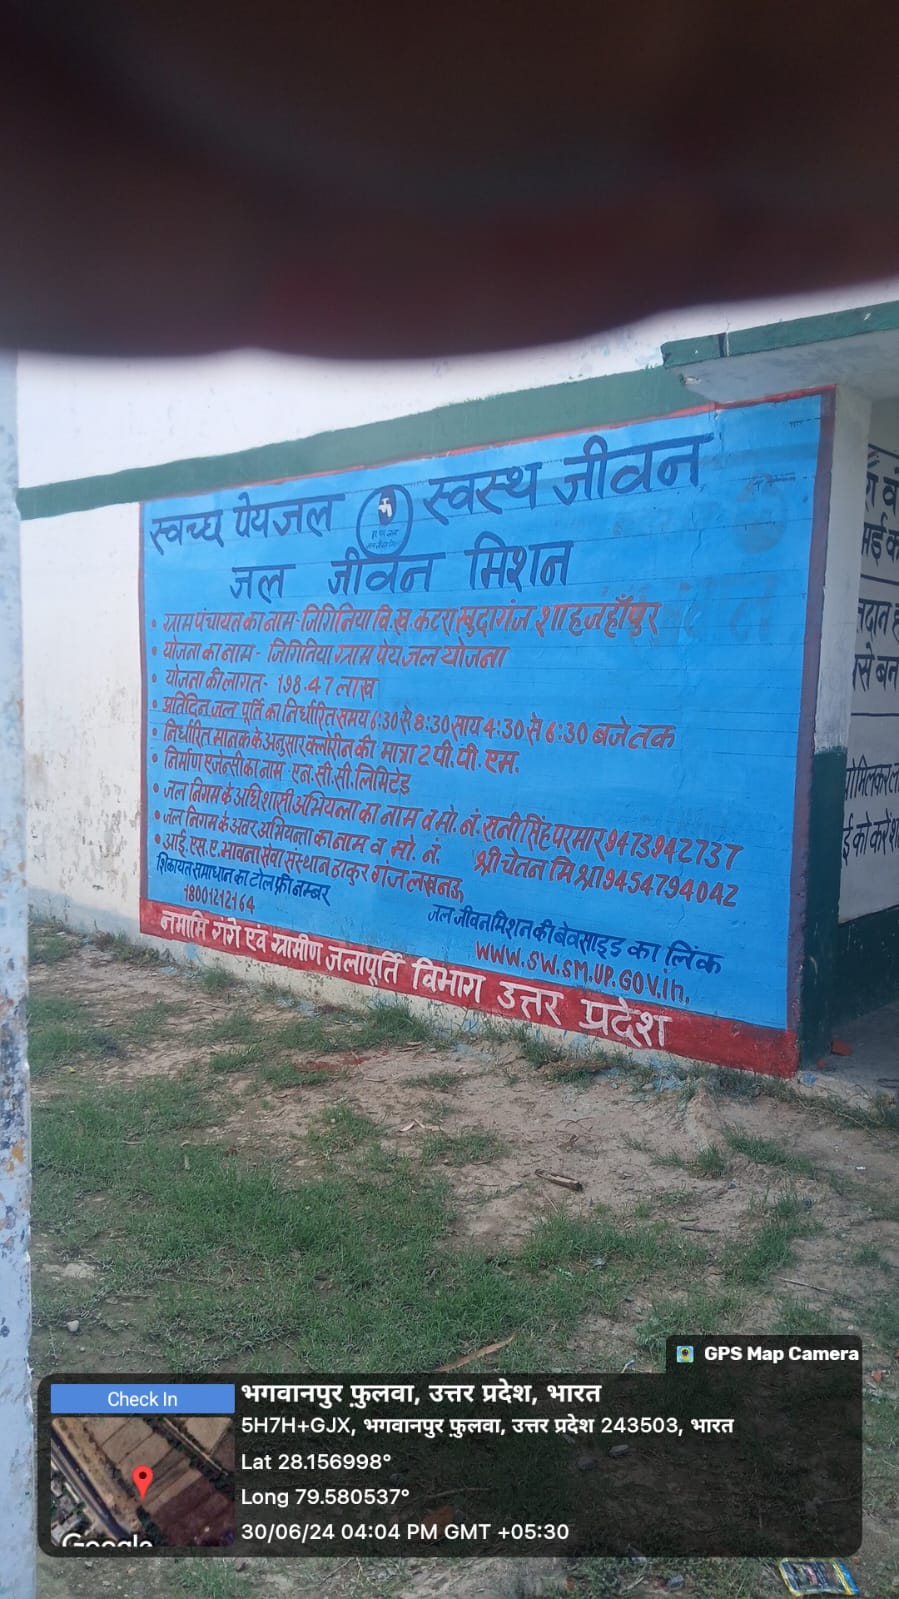 स्वच्छ पेयजल स्वस्थ जीवन
जल जीवन मिशन
• ग्राम पंचायत का नाम- जिगिनिया वि.ख. कटरा खुदागंज शाहजहाँपुर
• योजना का नाम- जिगिनिया ग्राम पेयजल योजना
• योजना की लागत- 198.47 लाख
• प्रतिदिन जल पूर्ति का निर्धारित समय 6:30 से 8:30 साय 4:30 से 6:30 बजे तक
• निर्धारित मानक के अनुसार क्लोरीन की मात्रा 2 पी.पी.एम.
• निर्माण एजेन्सी का नाम- एन.सी.सी. लिमिटेड
• जल निगम के अधिशासी अभियन्ता का नाम व मो. नं. सनी सिंह परमार 9473942737
• जल निगम के अवर अभियंता का नाम व मो. नं. श्री चेतन मिश्रा 9454794042
• आई.एस.ए. भावना सेवा संस्थान ठाकुर गंज लखनऊ
शिकायत समाधान का टोल फ्री नम्बर
18001212164
जल जीवन मिशन की बेवसाइड का लिंक
www.sw.sm.up.gov.in.
नमामि गंगे एवं ग्रामीण जलापूर्ति विभाग उत्तर प्रदेश
GPS Map Camera
Check In
भगवानपुर फुलवा, उत्तर प्रदेश, भारत
5H7H+GJX, भगवानपुर फुलवा, उत्तर प्रदेश 243503, भारत
Lat 28.156998°
Long 79.580537°
30/06/24 04:04 PM GMT +05:30
Google